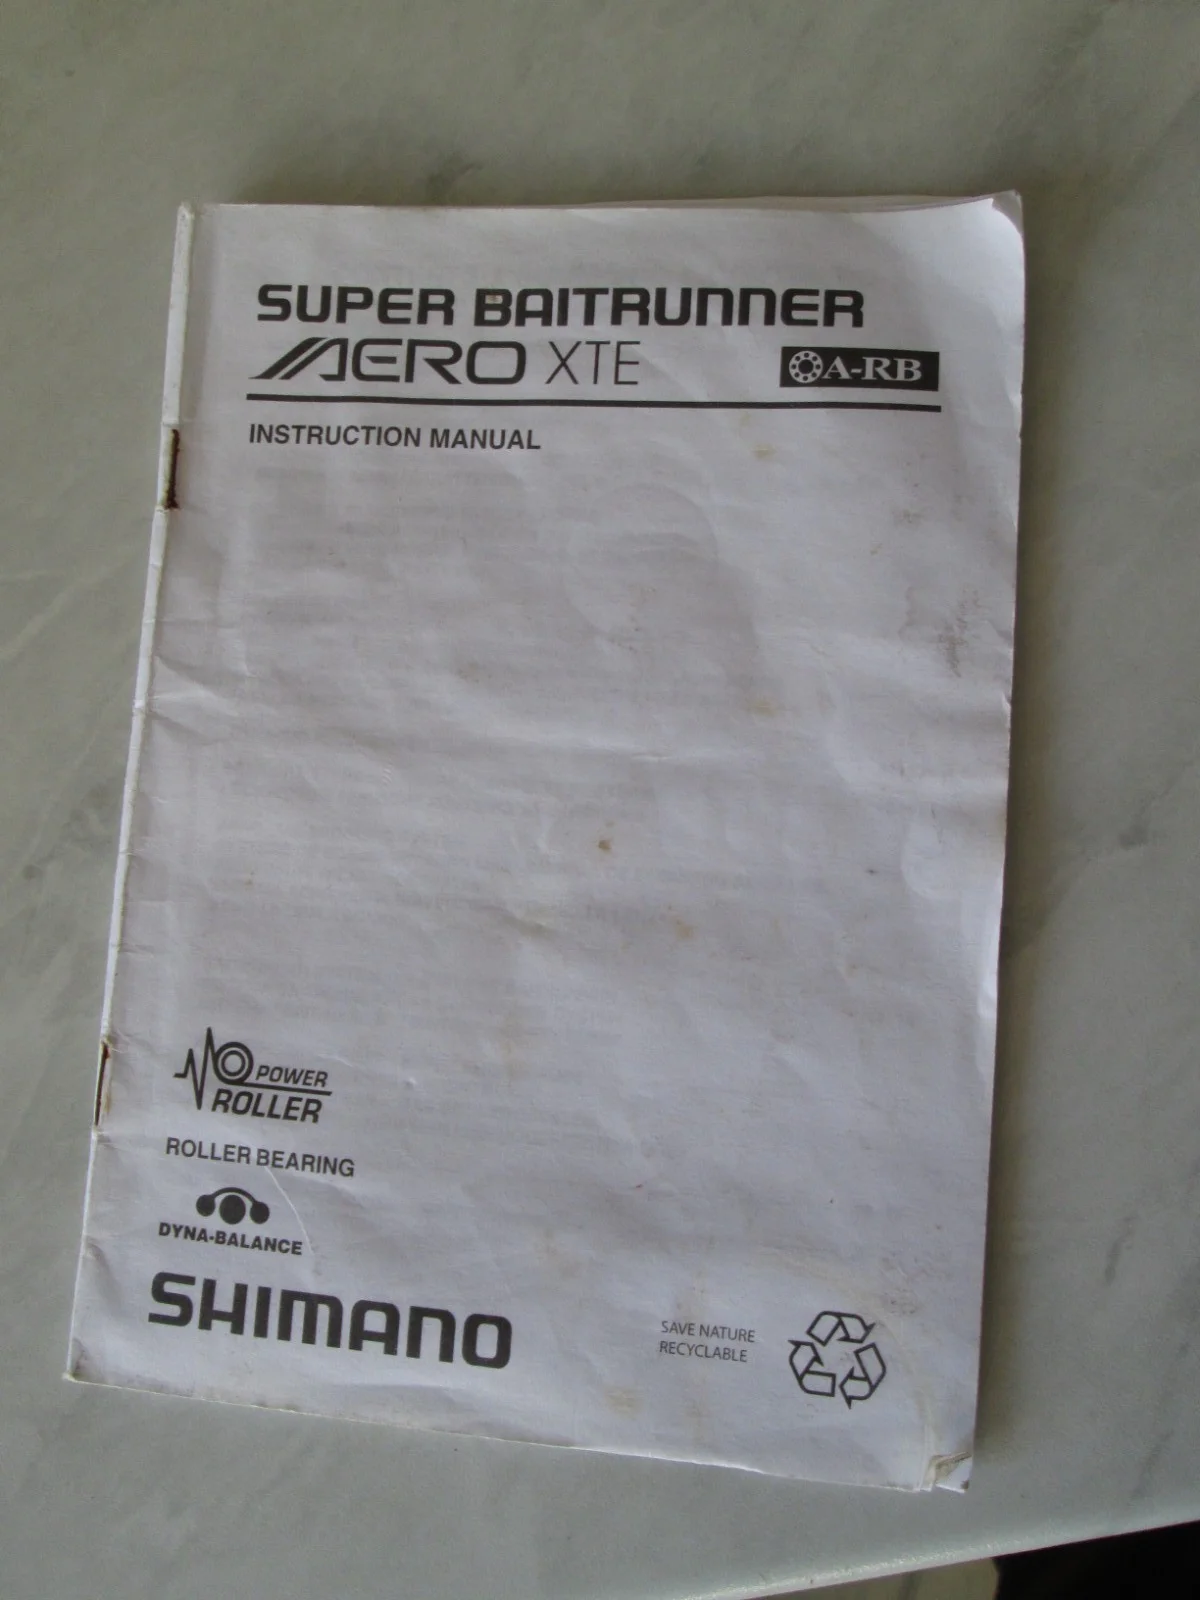 SUPER BAITRUNNER
AERO XTE
A-RB
INSTRUCTION MANUAL
POWER
ROLLER
ROLLER BEARING
DYNA-BALANCE
SHIMANO
SAVE NATURE
RECYCLABLE